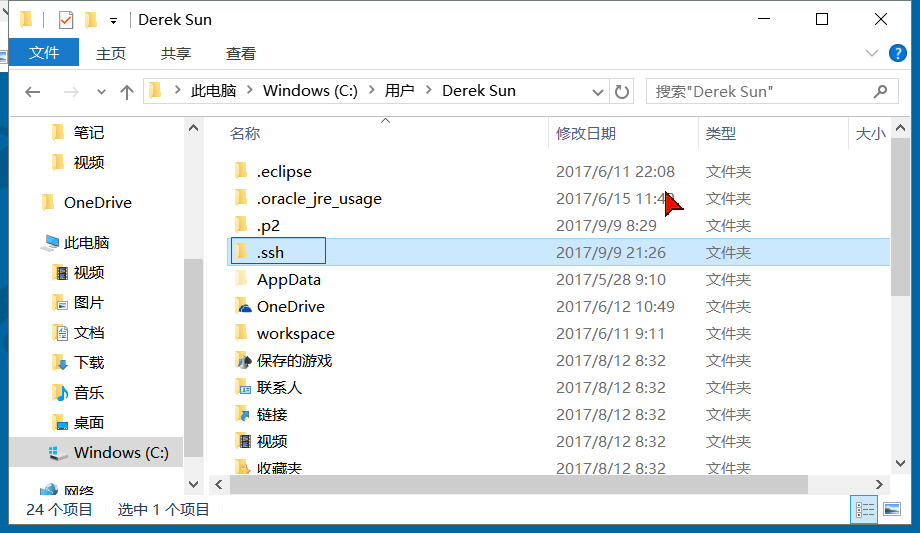 Derek Sun
文件 主页 共享 查看
此电脑 Windows (C:) 用户 Derek Sun 搜索"Derek Sun"
名称 修改日期 类型 大小
笔记
视频
OneDrive
此电脑
视频
图片
文档
下载
音乐
桌面
Windows (C:)
网络
.eclipse 2017/6/11 22:08 文件夹
.oracle_jre_usage 2017/6/15 11:4 文件夹
.p2 2017/9/9 8:29 文件夹
.ssh 2017/9/9 21:26 文件夹
AppData 2017/5/28 9:10 文件夹
OneDrive 2017/6/12 10:49 文件夹
workspace 2017/6/11 9:11 文件夹
保存的游戏 2017/8/12 8:32 文件夹
联系人 2017/8/12 8:32 文件夹
链接 2017/8/12 8:32 文件夹
视频 2017/8/12 8:32 文件夹
收藏夹 2017/8/12 8:32 文件夹
24 个项目 选中 1 个项目